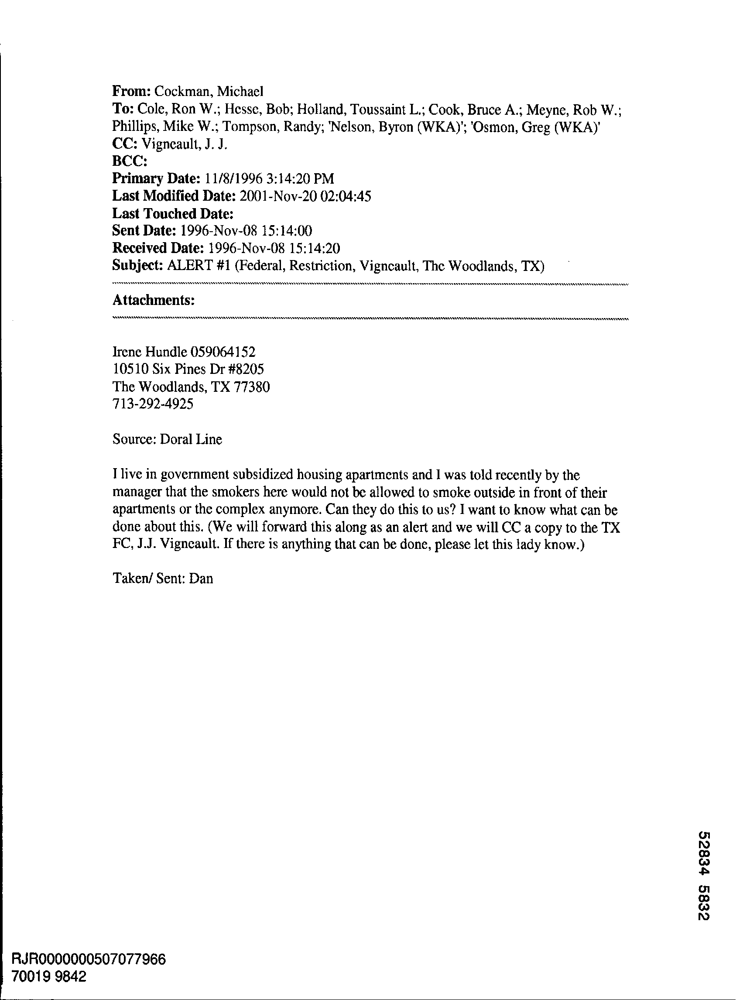 From: Cockman, Michael
To: Cole, Ron W.; Hesse, Bob; Holland, Toussaint L.; Cook, Bruce A.; Meyne, Rob W.;
Phillips, Mike W.; Tompson, Randy; 'Nelson, Byron (WKA)'; 'Osmon, Greg (WKA)'
CC: Vigneault, J. J.
BCC:
Primary Date: 11/8/1996 3:14:20 PM
Last Modified Date: 2001-Nov-20 02:04:45
Last Touched Date:
Sent Date: 1996-Nov-08 15:14:00
Received Date: 1996-Nov-08 15:14:20
Subject: ALERT #1 (Federal, Restriction, Vigneault, The Woodlands, TX)
Attachments:
Irene Hundle 059064152
10510 Six Pines Dr #8205
The Woodlands, TX 77380
713-292-4925
Source: Doral Line
I live in government subsidized housing apartments and I was told recently by the
manager that the smokers here would not be allowed to smoke outside in front of their
apartments or the complex anymore. Can they do this to us? I want to know what can be
done about this. (We will forward this along as an alert and we will CC a copy to the TX
FC, J.J. Vigneault. If there is anything that can be done, please let this lady know.)
Taken/ Sent: Dan
52834 5832
RJR0000000507077966
70019 9842